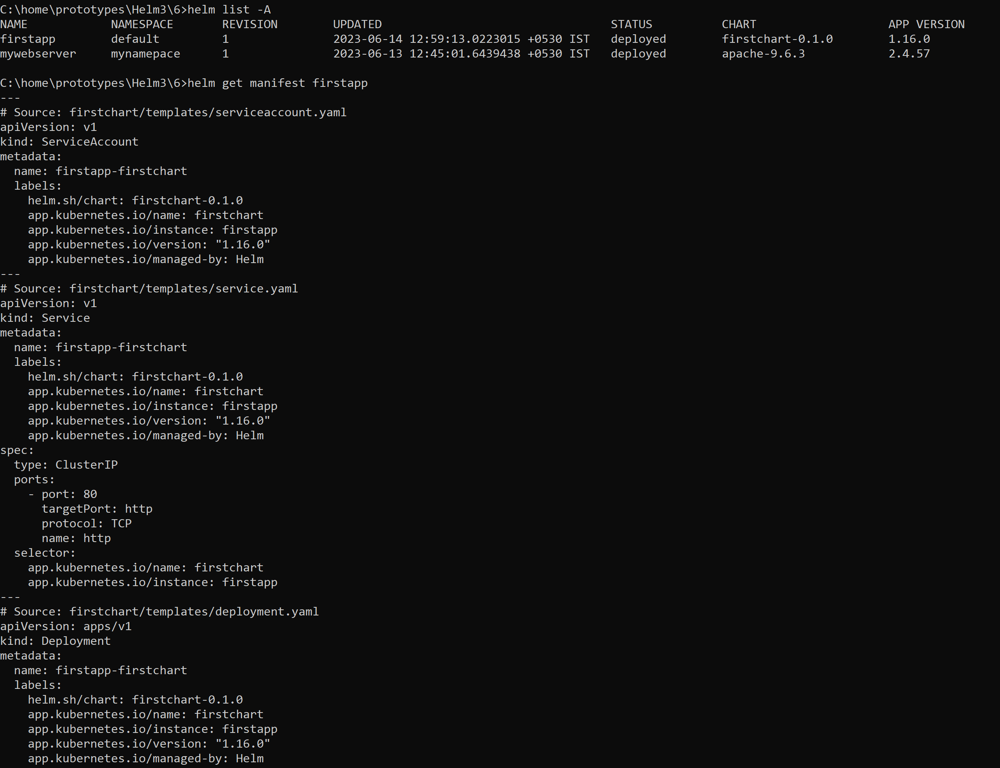 C:\home\prototypes\Helm3\6>helm list -A
NAME            NAMESPACE       REVISION        UPDATED                                 STATUS          CHART                   APP VERSION
firstapp        default         1               2023-06-14 12:59:13.0223015 +0530 IST   deployed        firstchart-0.1.0        1.16.0
mywebserver     mynamepace      1               2023-06-13 12:45:01.6439438 +0530 IST   deployed        apache-9.6.3            2.4.57

C:\home\prototypes\Helm3\6>helm get manifest firstapp
---
# Source: firstchart/templates/serviceaccount.yaml
apiVersion: v1
kind: ServiceAccount
metadata:
  name: firstapp-firstchart
  labels:
    helm.sh/chart: firstchart-0.1.0
    app.kubernetes.io/name: firstchart
    app.kubernetes.io/instance: firstapp
    app.kubernetes.io/version: "1.16.0"
    app.kubernetes.io/managed-by: Helm
---
# Source: firstchart/templates/service.yaml
apiVersion: v1
kind: Service
metadata:
  name: firstapp-firstchart
  labels:
    helm.sh/chart: firstchart-0.1.0
    app.kubernetes.io/name: firstchart
    app.kubernetes.io/instance: firstapp
    app.kubernetes.io/version: "1.16.0"
    app.kubernetes.io/managed-by: Helm
spec:
  type: ClusterIP
  ports:
    - port: 80
      targetPort: http
      protocol: TCP
      name: http
  selector:
    app.kubernetes.io/name: firstchart
    app.kubernetes.io/instance: firstapp
---
# Source: firstchart/templates/deployment.yaml
apiVersion: apps/v1
kind: Deployment
metadata:
  name: firstapp-firstchart
  labels:
    helm.sh/chart: firstchart-0.1.0
    app.kubernetes.io/name: firstchart
    app.kubernetes.io/instance: firstapp
    app.kubernetes.io/version: "1.16.0"
    app.kubernetes.io/managed-by: Helm